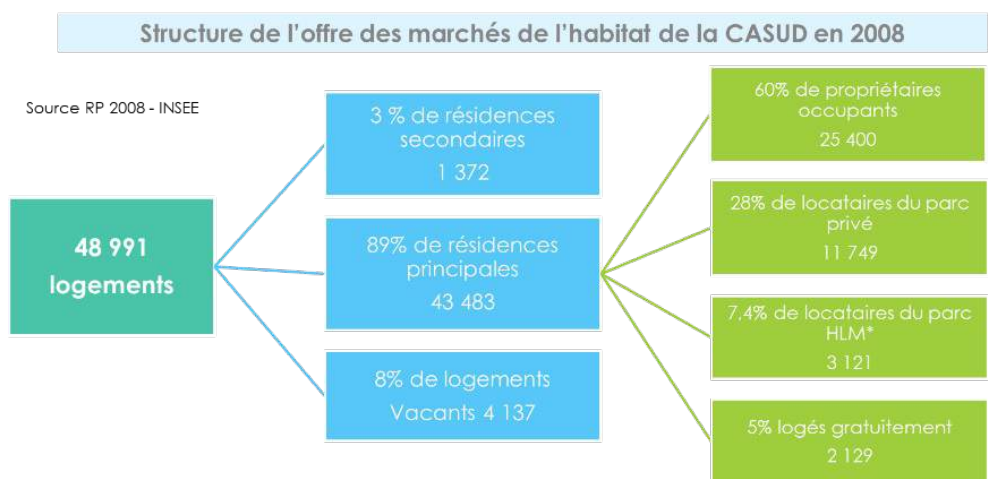 Structure de l'offre des marchés de l'habitat de la CASUD en 2008
Source RP 2008 - INSEE
48 991
logements
3 % de résidences
secondaires
1 372
89% de résidences
principales
43 483
8% de logements
Vacants 4 137
60% de propriétaires
occupants
25 400
28% de locataires du parc
privé
11 749
7,4% de locataires du parc
HLM*
3 121
5% logés gratuitement
2 129